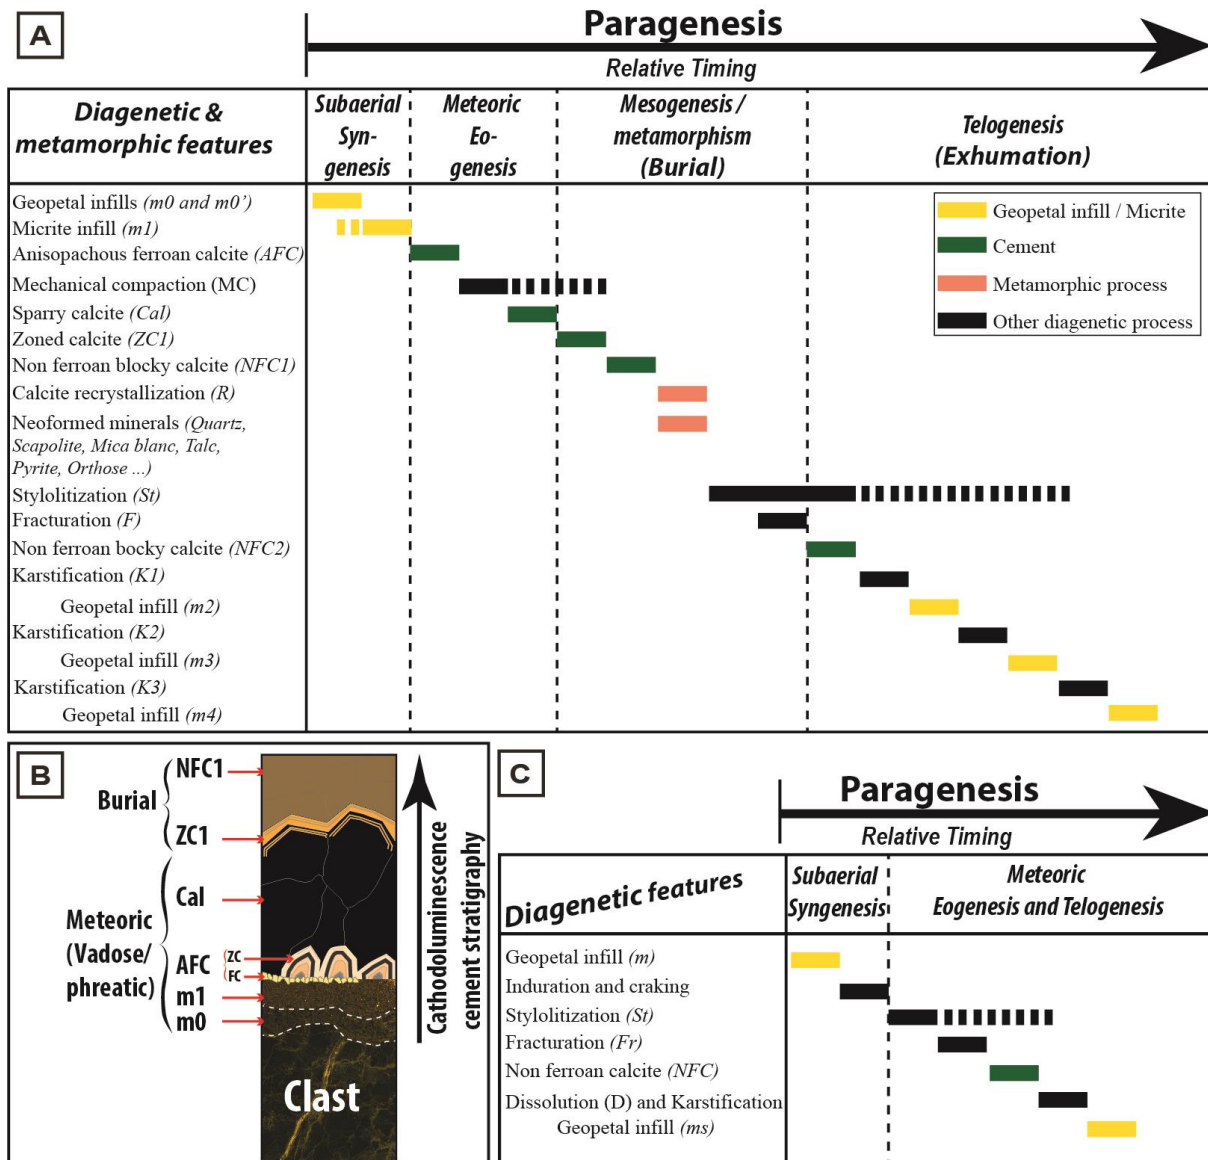 A
Paragenesis
Relative Timing
Diagenetic &
metamorphic features
Subaerial
Syn-
genesis
Meteoric
Eo-
genesis
Mesogenesis /
metamorphism
(Burial)
Telogenesis
(Exhumation)
Geopetal infills (m0 and m0')
Micrite infill (m1)
Anisopachous ferroan calcite (AFC)
Mechanical compaction (MC)
Sparry calcite (Cal)
Zoned calcite (ZC1)
Non ferroan blocky calcite (NFC1)
Calcite recrystallization (R)
Neoformed minerals (Quartz,
Scapolite, Mica blanc, Talc,
Pyrite, Orthose ...)
Stylolitization (St)
Fracturation (F)
Non ferroan bocky calcite (NFC2)
Karstification (K1)
Geopetal infill (m2)
Karstification (K2)
Geopetal infill (m3)
Karstification (K3)
Geopetal infill (m4)
Geopetal infill / Micrite
Cement
Metamorphic process
Other diagenetic process
B
NFC1
Burial
ZC1
Cal
Meteoric
(Vadose/
phreatic)
AFC
ZC
FC
m1
m0
Clast
Cathodoluminescence
cement stratigraphy
C
Paragenesis
Relative Timing
Diagenetic features
Subaerial
Syngenesis
Meteoric
Eogenesis and Telogenesis
Geopetal infill (m)
Induration and craking
Stylolitization (St)
Fracturation (Fr)
Non ferroan calcite (NFC)
Dissolution (D) and Karstification
Geopetal infill (ms)